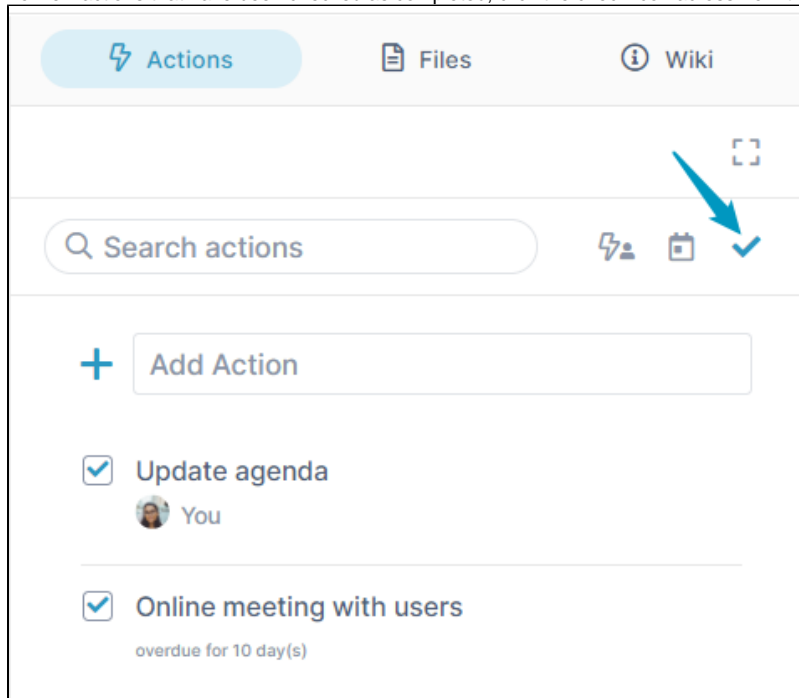 Actions Files Wiki
Search actions
Add Action
Update agenda
You
Online meeting with users
overdue for 10 day(s)